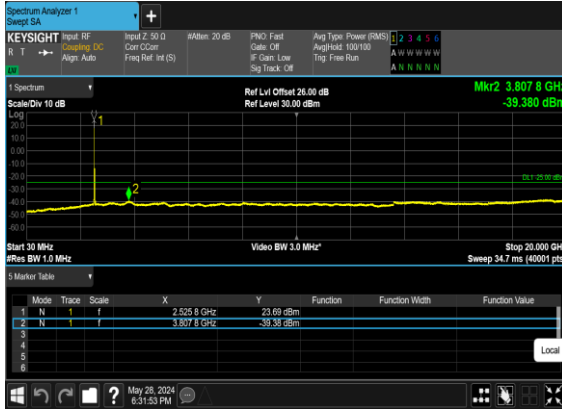 Spectrum Analyzer 1
Swept SA
KEYSIGHT Input: RF Input Z: 50 Ω #Atten: 20 dB PNO: Fast Avg Type: Power (RMS) 1 2 3 4 5 6
R T Coupling: DC Corr CCorr Gate: Off Avg|Hold: 100/100 A W W W W W
Align: Auto Freq Ref: Int (S) IF Gain: Low Trig: Free Run
Sig Track: Off A N N N N N
1 Spectrum Ref Lvl Offset 26.00 dB Mkr2 3.807 8 GHz
Scale/Div 10 dB Ref Level 30.00 dBm -39.380 dBm
Log
20.0
10.0
0.00
-10.0
-20.0
-30.0
-40.0
-50.0
-60.0
1
2
DL1 -25.00 dBm
Start 30 MHz Video BW 3.0 MHz* Stop 20.000 GH
#Res BW 1.0 MHz Sweep 34.7 ms (40001 pts
5 Marker Table
Mode Trace Scale X Y Function Function Width Function Value
1 N 1 f 2.525 8 GHz 23.69 dBm
2 N 1 f 3.807 8 GHz -39.38 dBm
3
4
5
6
Local
? May 28, 2024
6:31:53 PM